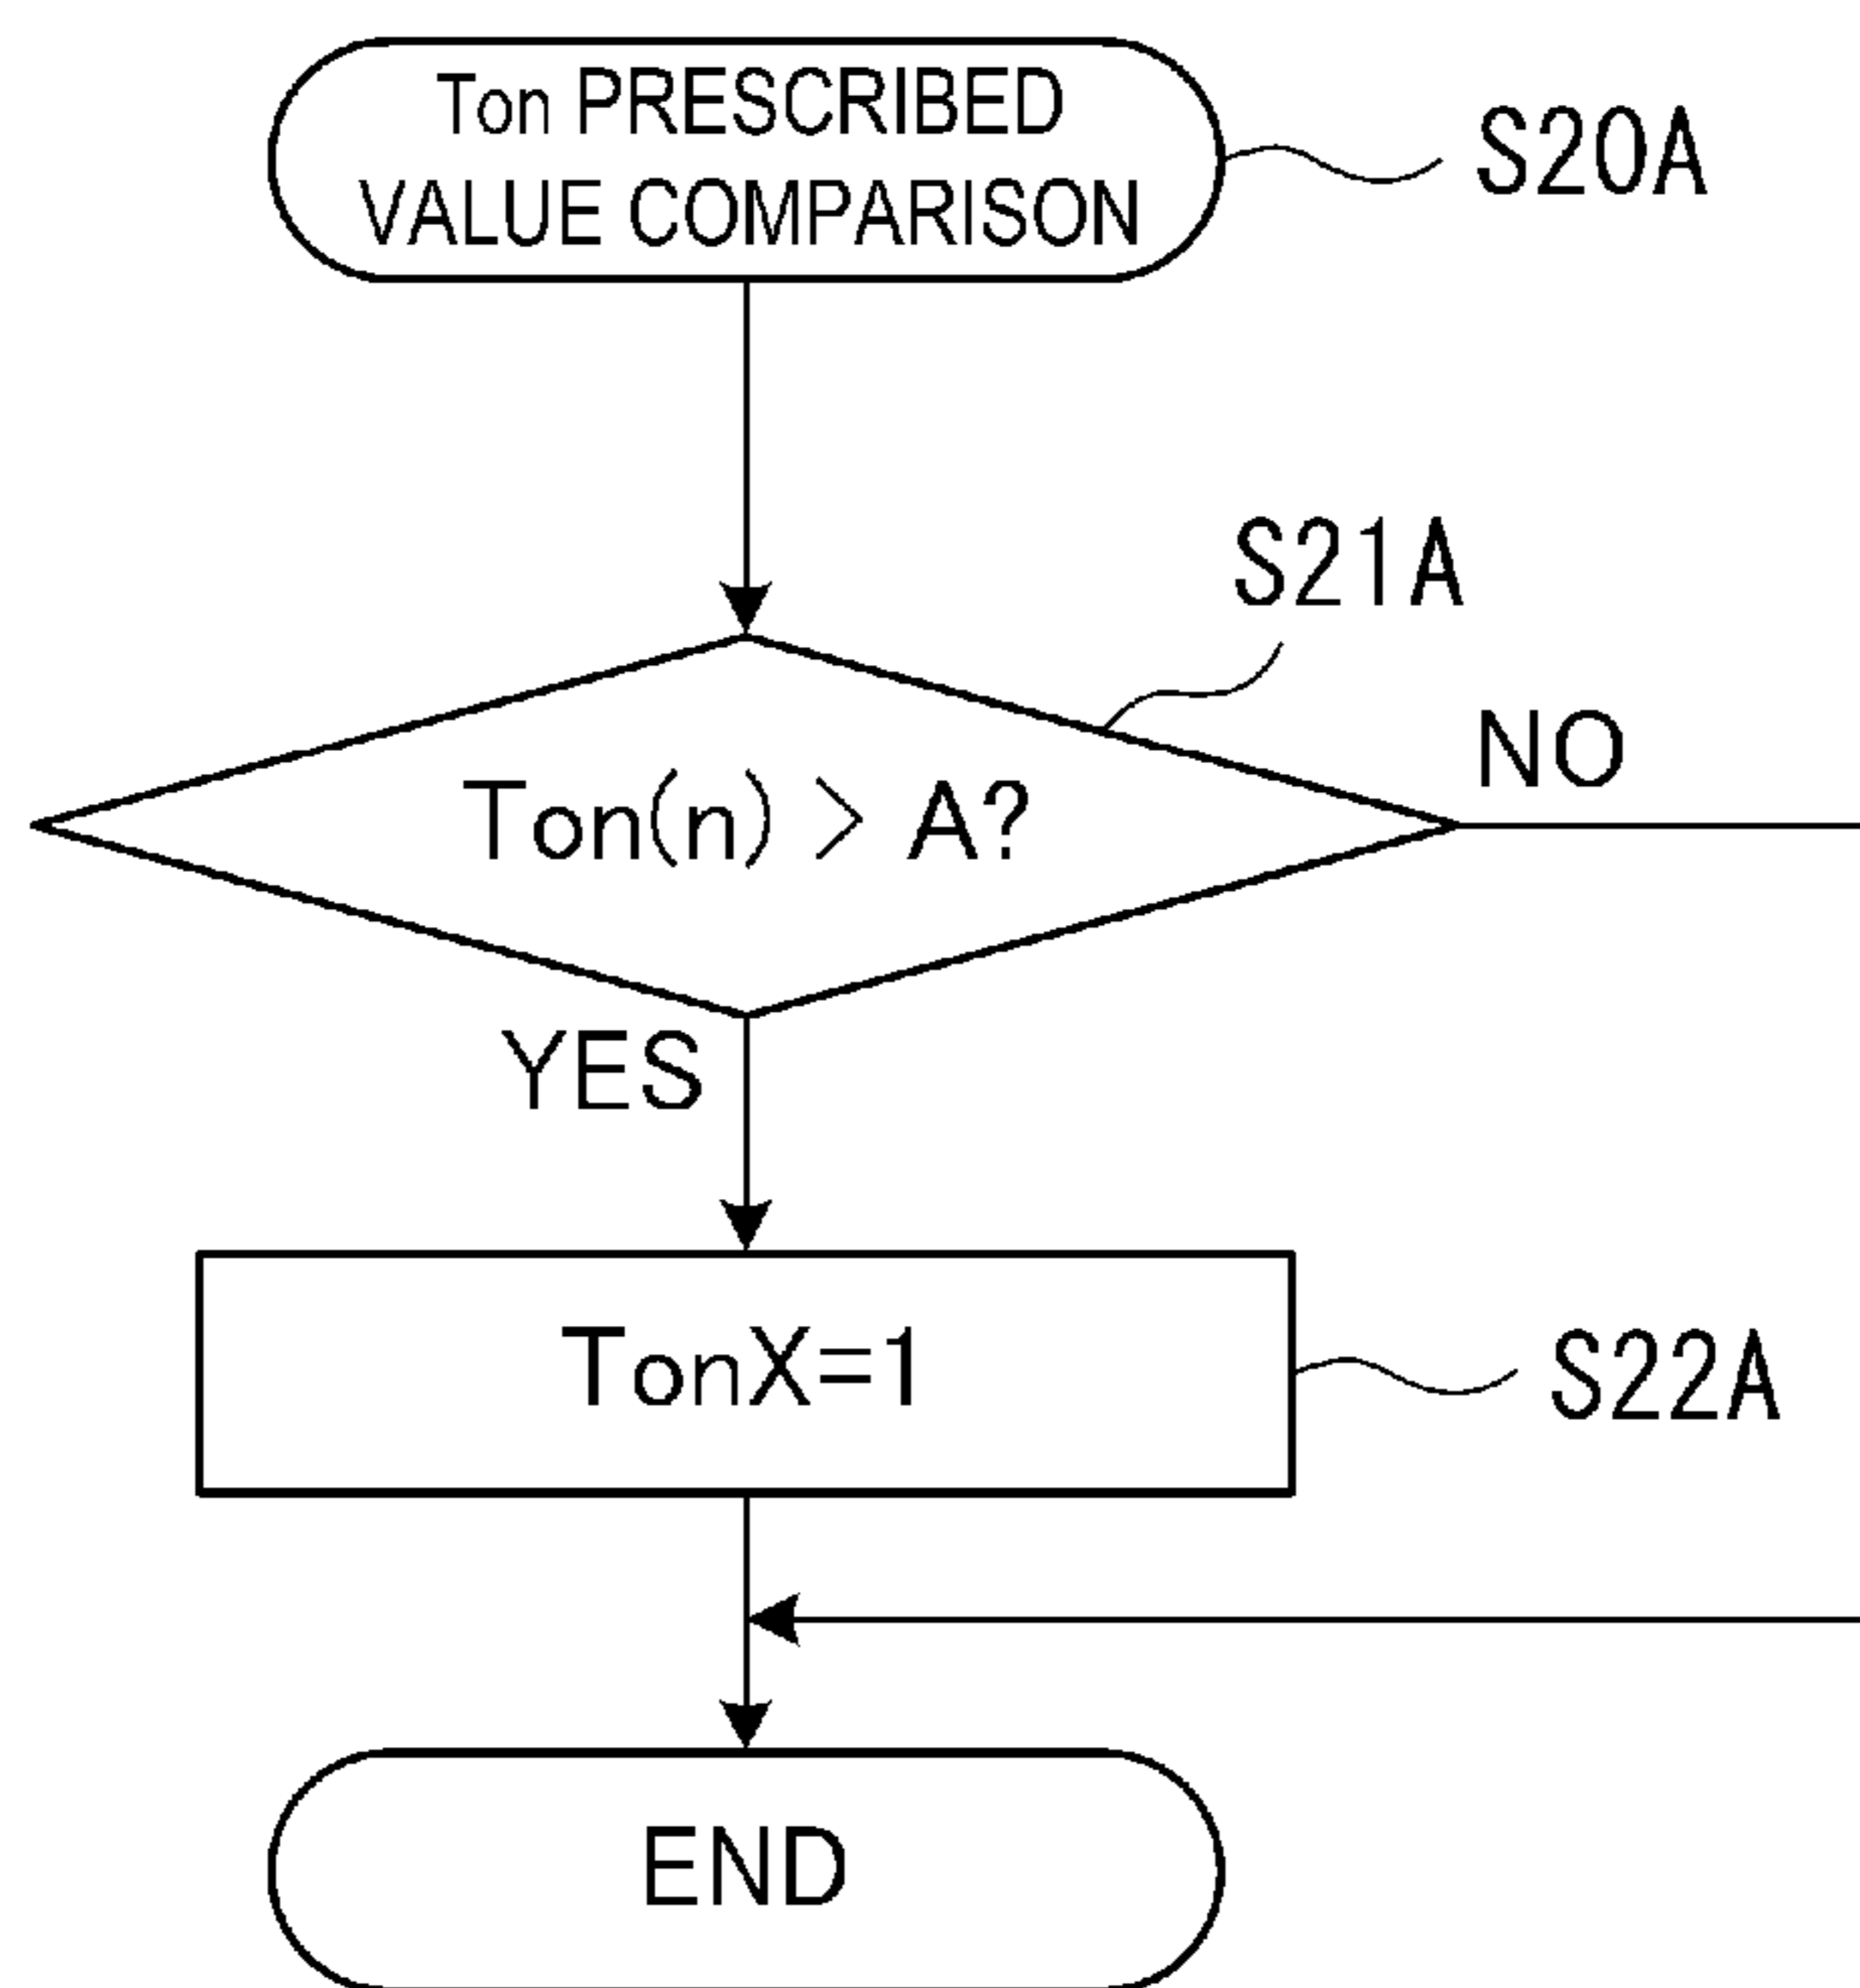 Ton PRESCRIBED
VALUE COMPARISON
S20A
S21A
NO
Ton(n) > A?
YES
TonX=1
S22A
END